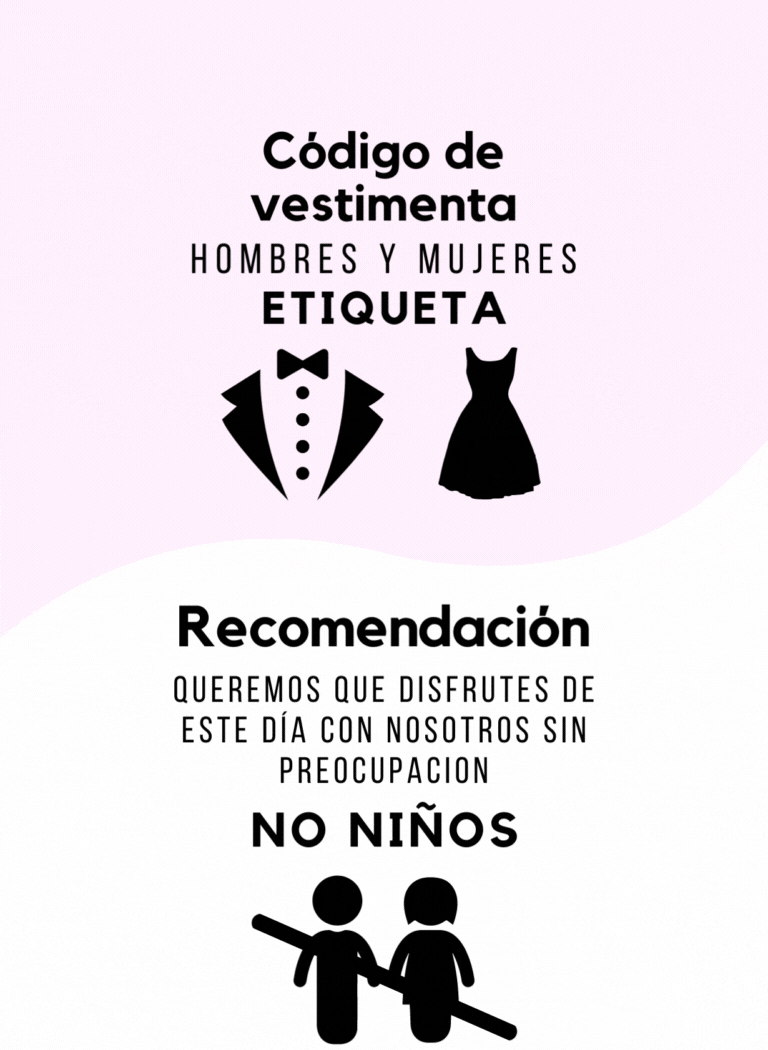 Código de
vestimenta
HOMBRES Y MUJERES
ETIQUETA
Recomendación
QUEREMOS QUE DISFRUTES DE
ESTE DÍA CON NOSOTROS SIN
PREOCUPACION
NO NIÑOS